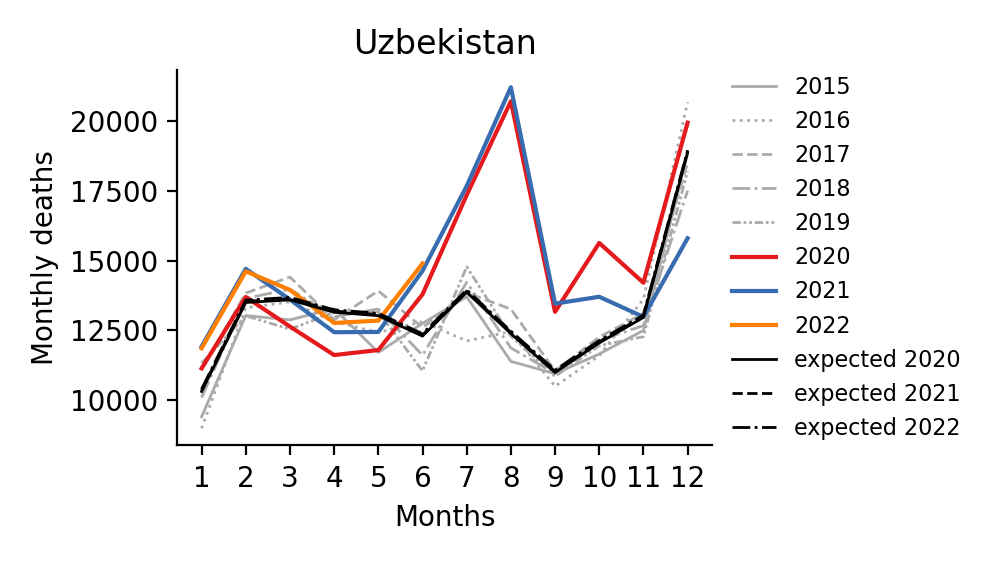 Uzbekistan
Monthly deaths
20000
17500
15000
12500
10000
1 2 3 4 5 6 7 8 9 10 11 12
Months
2015
2016
2017
2018
2019
2020
2021
2022
expected 2020
expected 2021
expected 2022